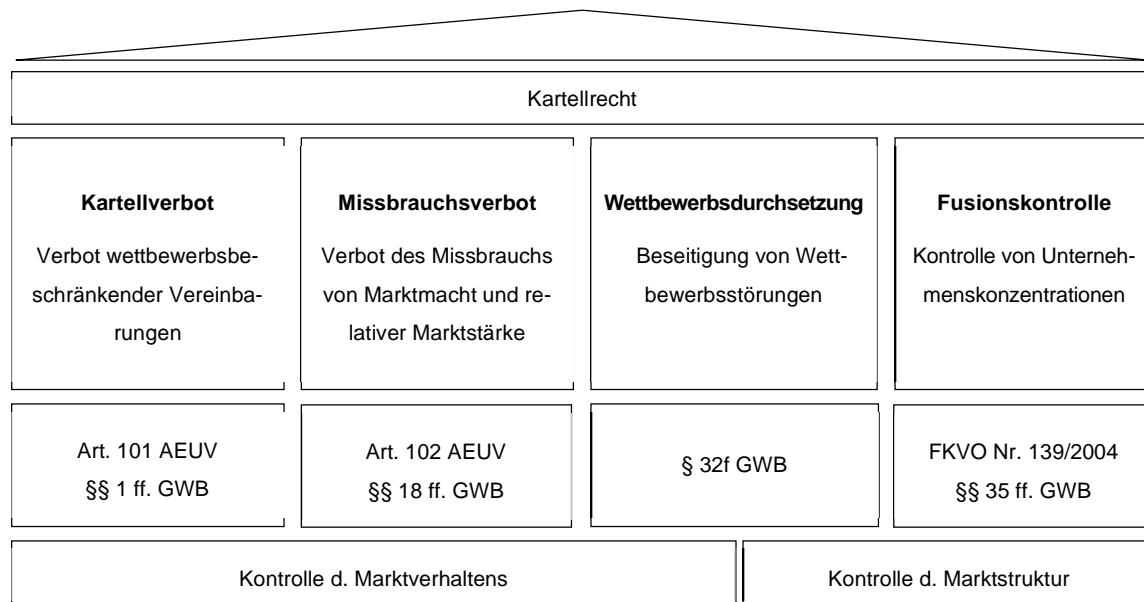 Kartellrecht
Kartellverbot
Verbot wettbewerbsbe-
schränkender Vereinba-
rungen
Missbrauchsverbot
Verbot des Missbrauchs
von Marktmacht und re-
lativer Marktstärke
Wettbewerbsdurchsetzung
Beseitigung von Wett-
bewerbsstörungen
Fusionskontrolle
Kontrolle von Unterneh-
menskonzentrationen
Art. 101 AEUV
§§ 1 ff. GWB
Art. 102 AEUV
§§ 18 ff. GWB
§ 32f GWB
FKVO Nr. 139/2004
§§ 35 ff. GWB
Kontrolle d. Marktverhaltens
Kontrolle d. Marktstruktur